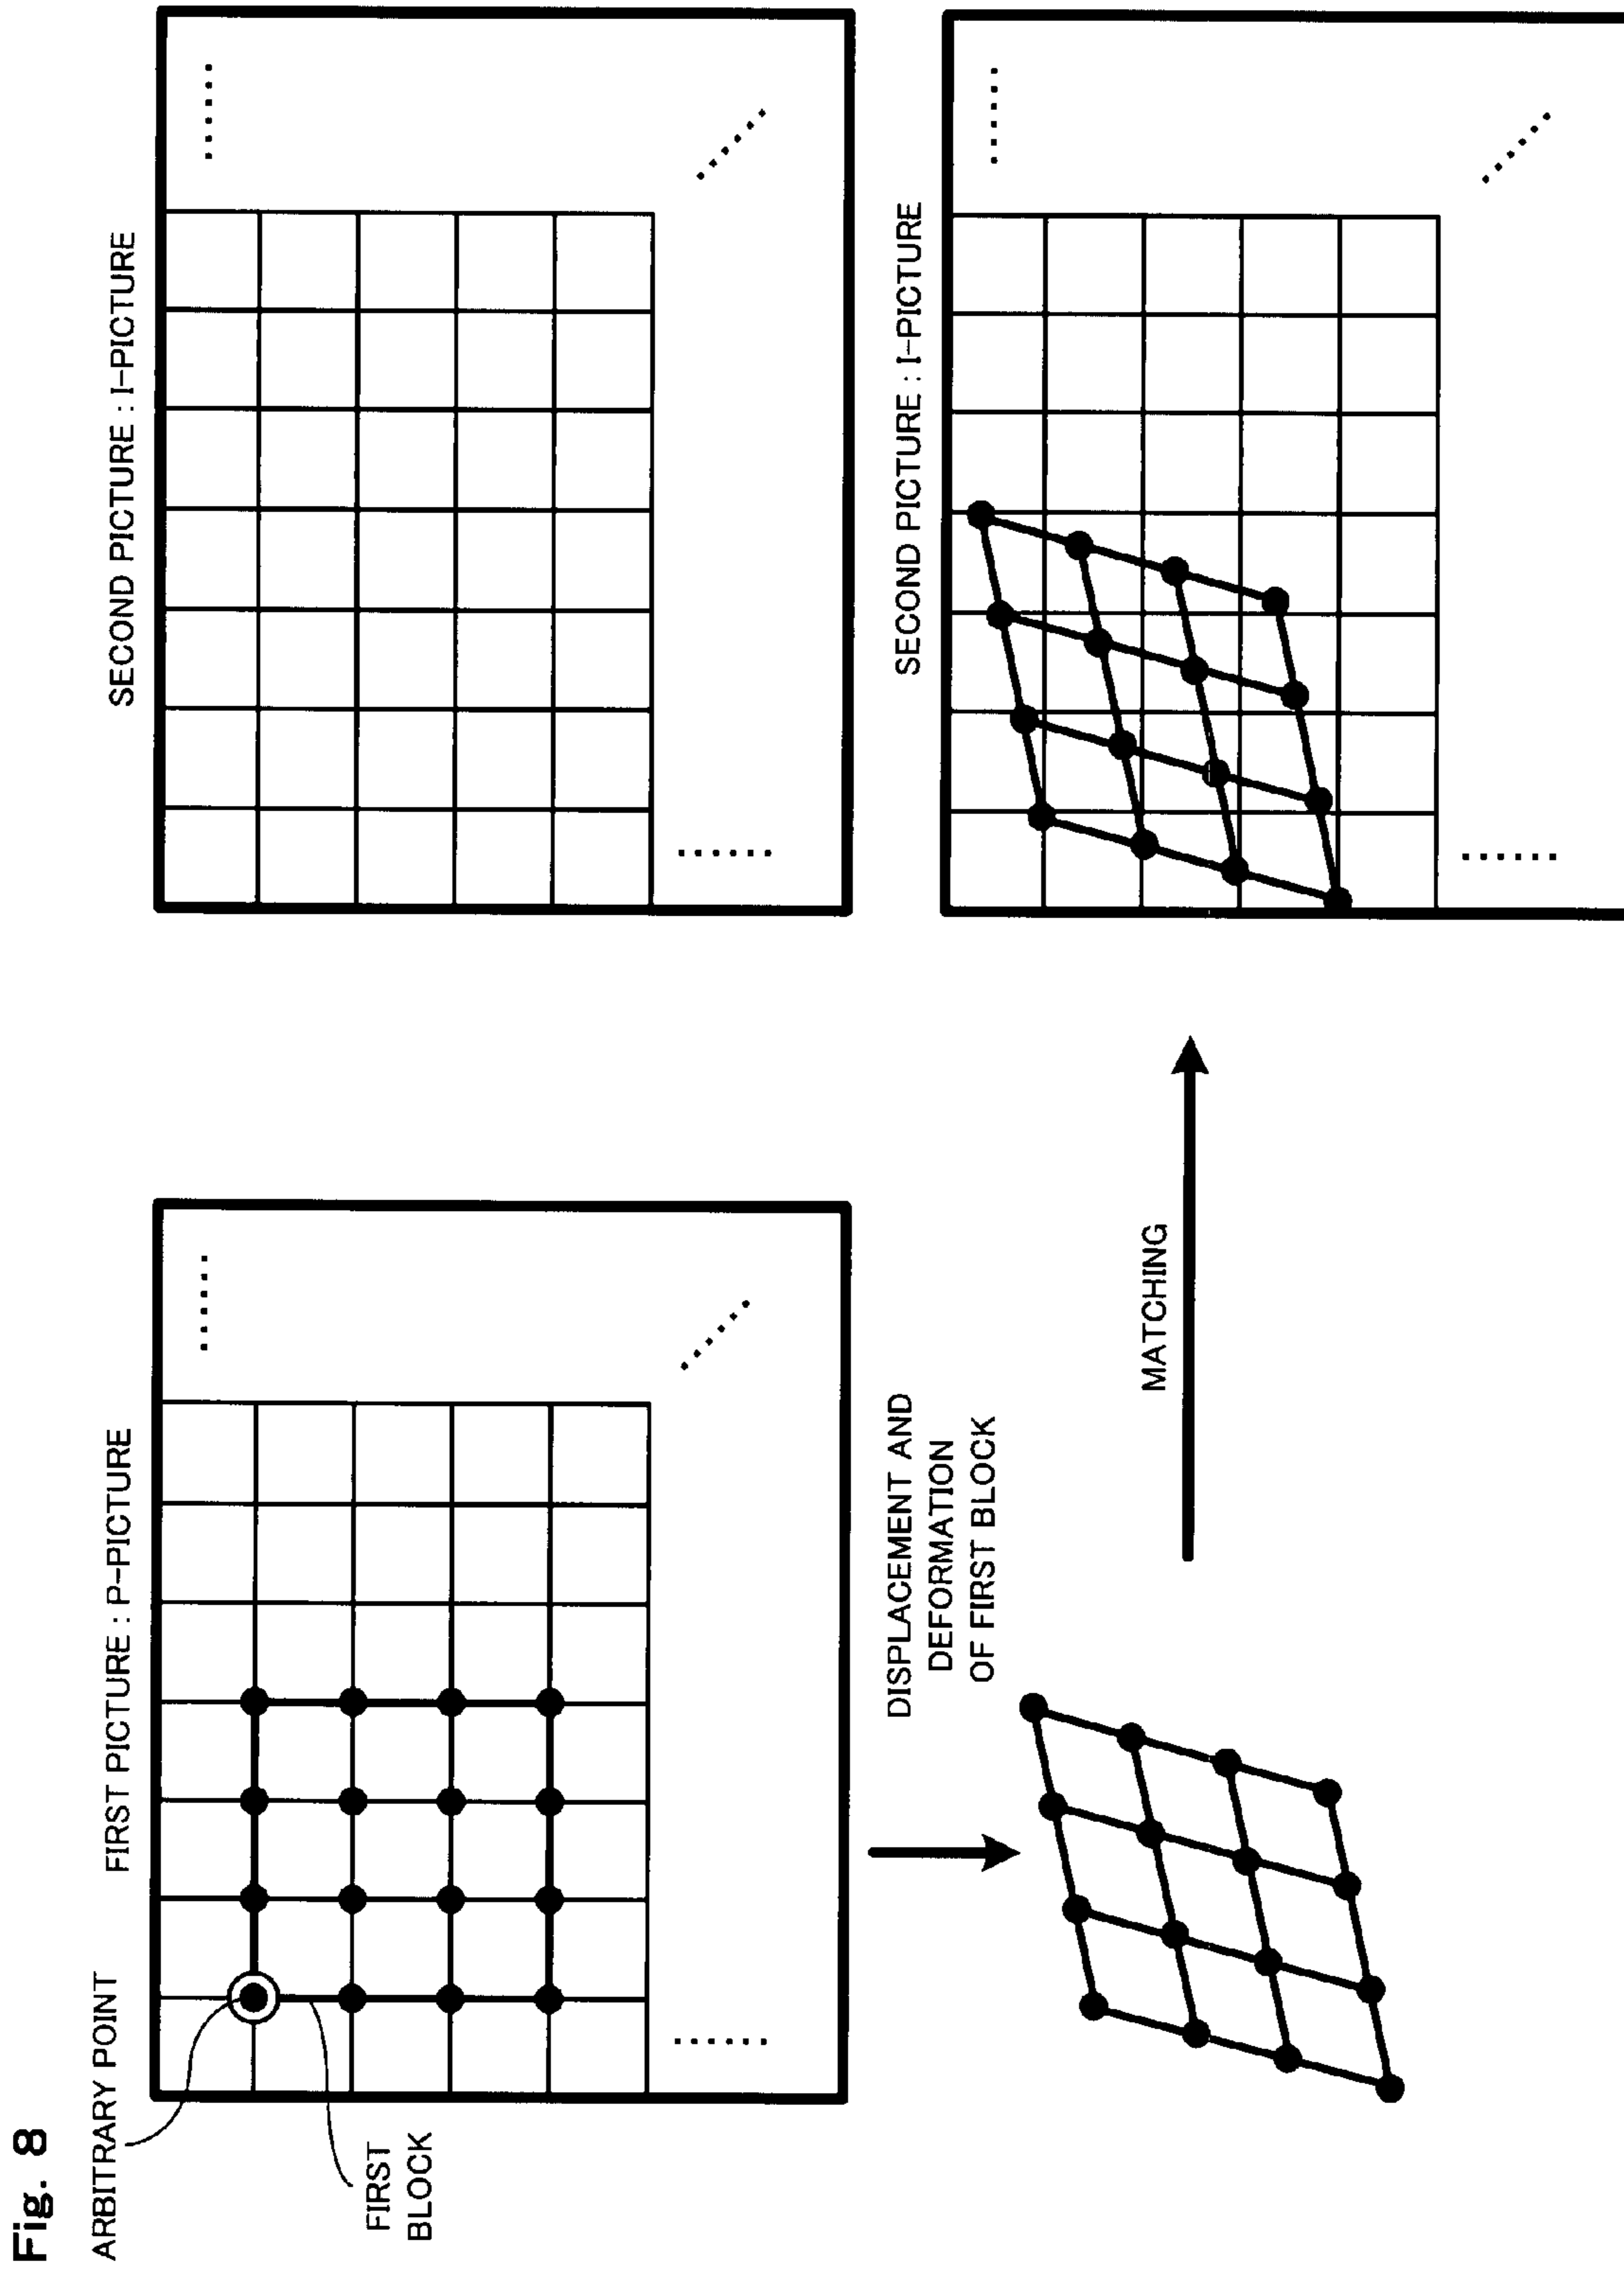 Fig. 8
ARBITRARY POINT
FIRST PICTURE : P-PICTURE
SECOND PICTURE : I-PICTURE
FIRST
BLOCK
DISPLACEMENT AND
DEFORMATION
OF FIRST BLOCK
MATCHING
SECOND PICTURE : I-PICTURE